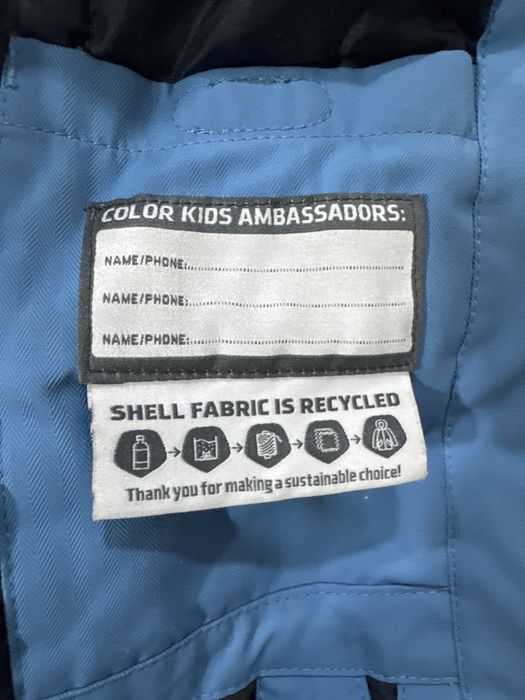 COLOR KIDS AMBASSADORS:
NAME/PHONE:
NAME/PHONE:
NAME/PHONE:
SHELL FABRIC IS RECYCLED
Thank you for making a sustainable choice!